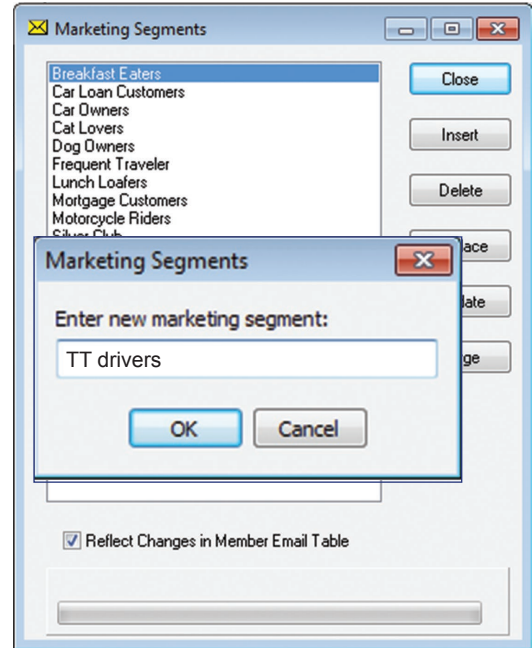 Marketing Segments
Breakfast Eaters
Car Loan Customers
Car Owners
Cat Lovers
Dog Owners
Frequent Traveler
Lunch Loafers
Mortgage Customers
Motorcycle Riders
Close
Insert
Delete
Marketing Segments
Enter new marketing segment:
TT drivers
OK Cancel
Reflect Changes in Member Email Table